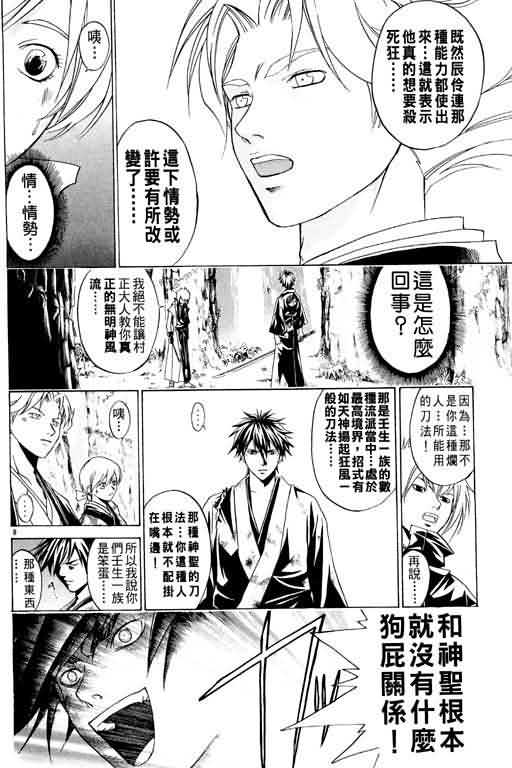 既然辰伶連那
種能力都使出
來…這就表示
他真的想要殺
死狂……
咦…
這下情勢或
許要有所改
變了……
情…情勢
…
這是怎麼
回事？
我絕不能讓村
正大人教你真
正的無明神風
流……
因為…那不
是你這種爛
人…所能用
的刀法！
那是壬生一族的數
種流派當中…處於
最高境界，招式有
如天神揚起狂風一
般的刀法…
咦…
…
再說…
那種神聖的刀
法…你這種人
根本就不配掛
在嘴邊！
所以我說你
們壬生一族
是笨蛋……
那種東西
…
和神聖根本
就沒有什麼
狗屁關係！